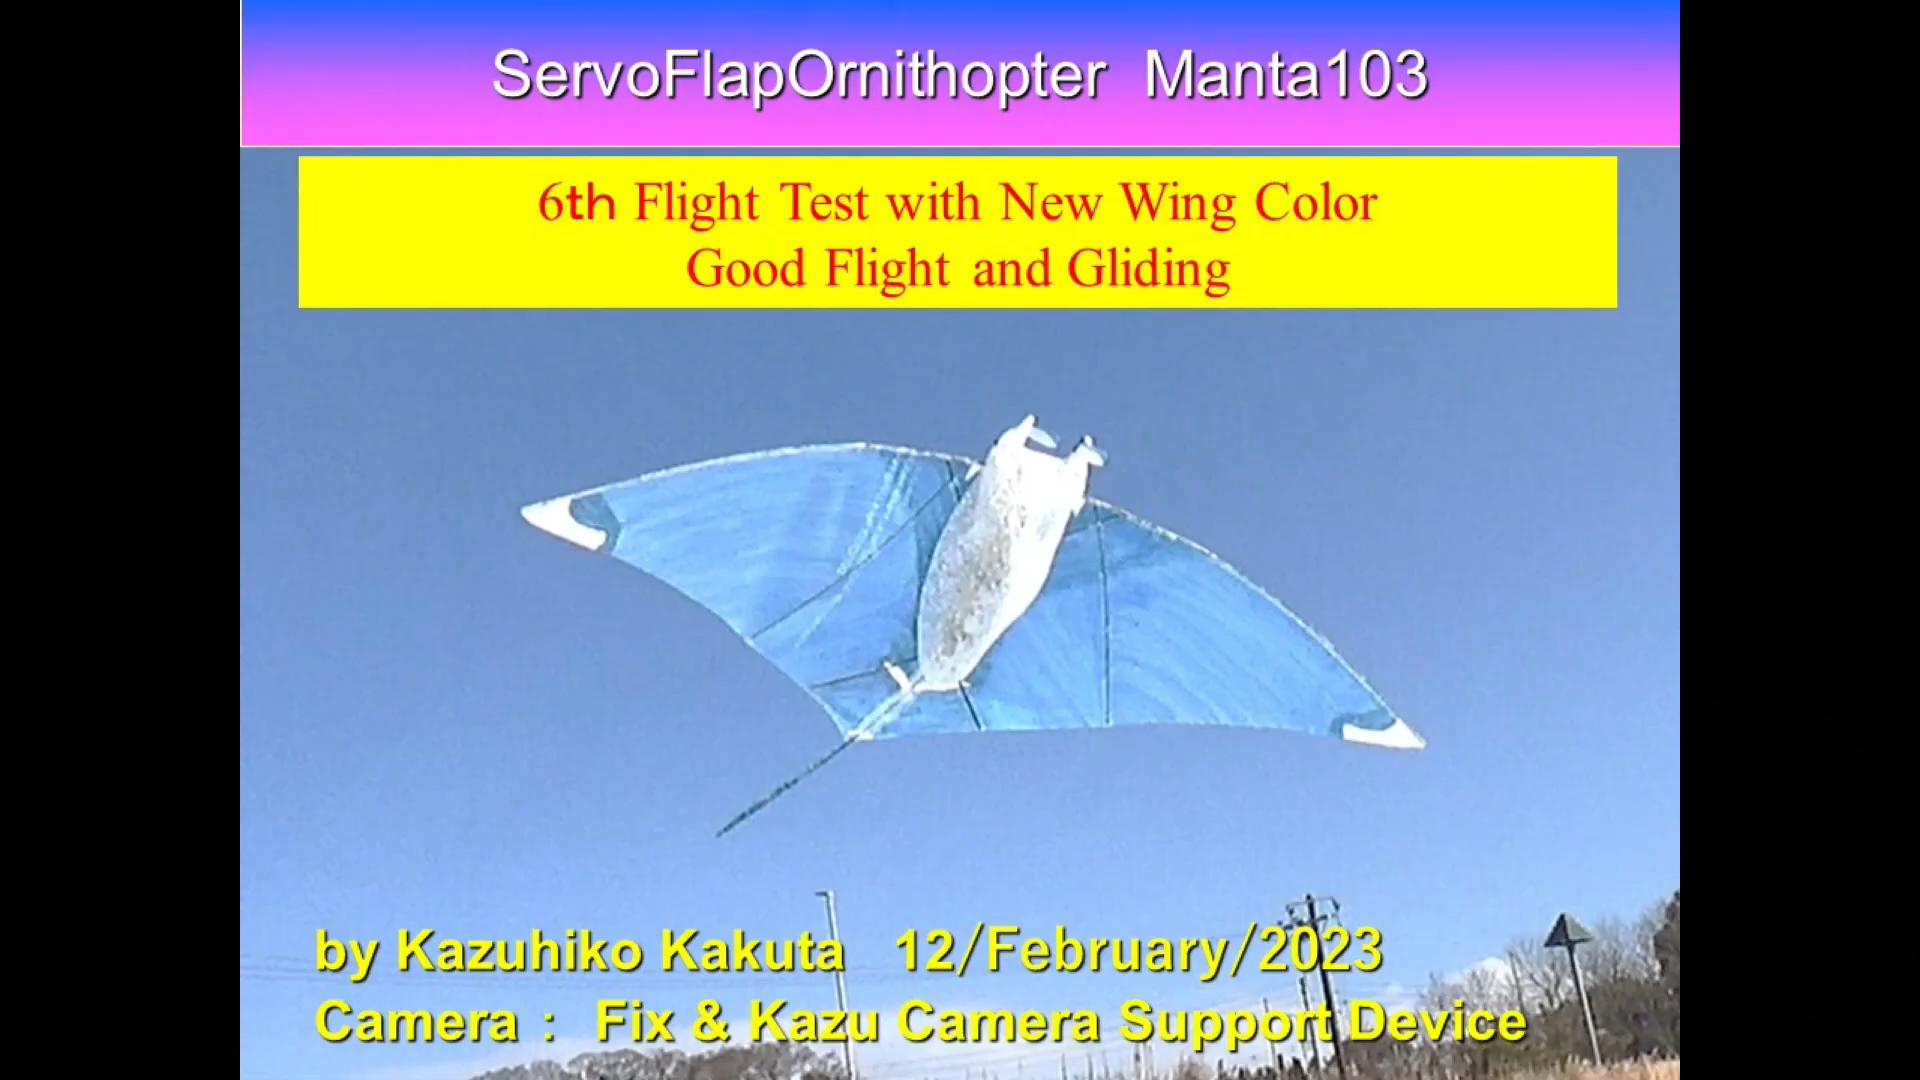 ServoFlapOrnithopter Manta103
6th Flight Test with New Wing Color
Good Flight and Gliding
by Kazuhiko Kakuta 12/February/2023
Camera : Fix & Kazu Camera Support Device